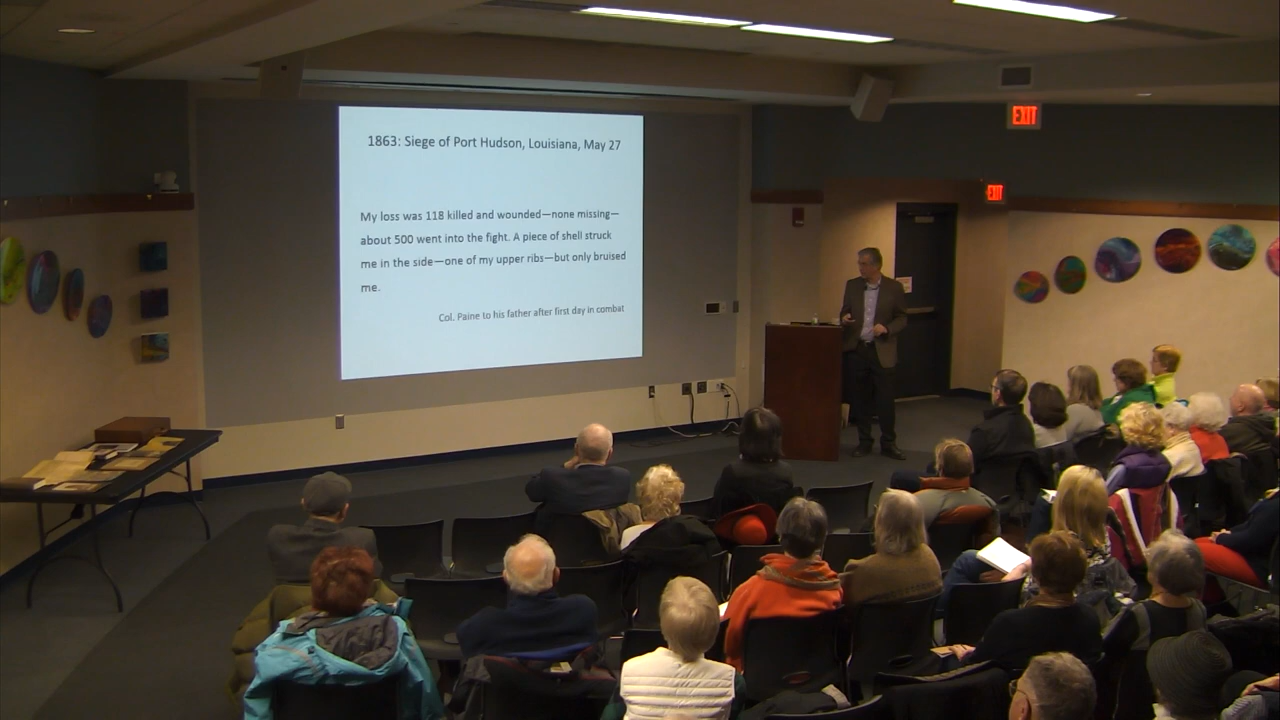 1863: Siege of Port Hudson, Louisiana, May 27
My loss was 118 killed and wounded—none missing—
about 500 went into the fight. A piece of shell struck
me in the side—one of my upper ribs—but only bruised
me.
Col. Paine to his father after first day in combat
EXIT
EXIT